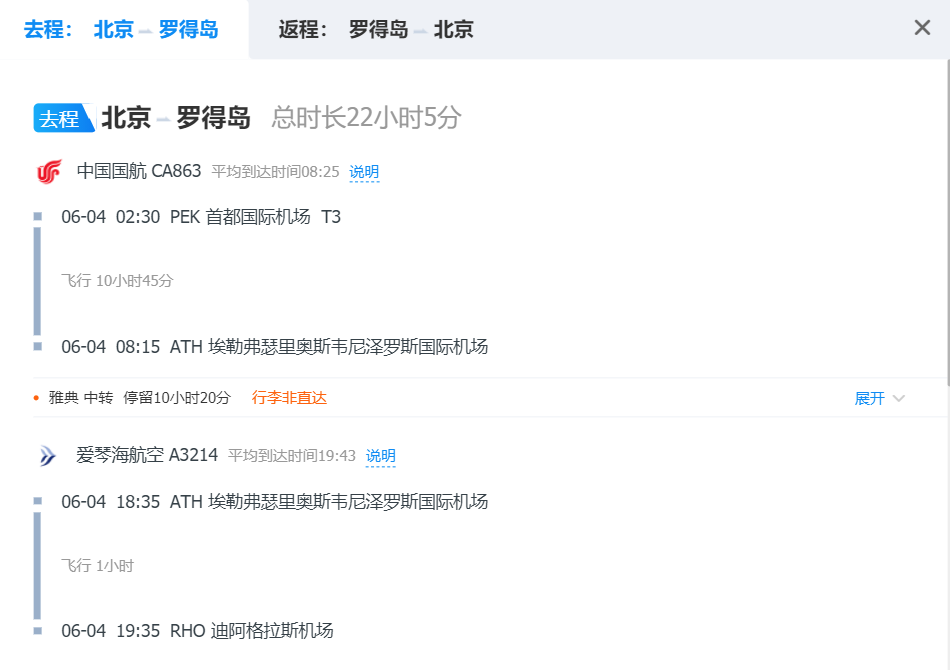 去程： 北京 罗得岛 返程： 罗得岛 北京
去程 北京 罗得岛 总时长22小时5分
中国国航 CA863 平均到达时间08:25 说明
06-04 02:30 PEK 首都国际机场 T3
飞行 10小时45分
06-04 08:15 ATH 埃勒弗瑟里奥斯韦尼泽罗斯国际机场
雅典 中转 停留10小时20分 行李非直达 展开
爱琴海航空 A3214 平均到达时间19:43 说明
06-04 18:35 ATH 埃勒弗瑟里奥斯韦尼泽罗斯国际机场
飞行 1小时
06-04 19:35 RHO 迪阿格拉斯机场